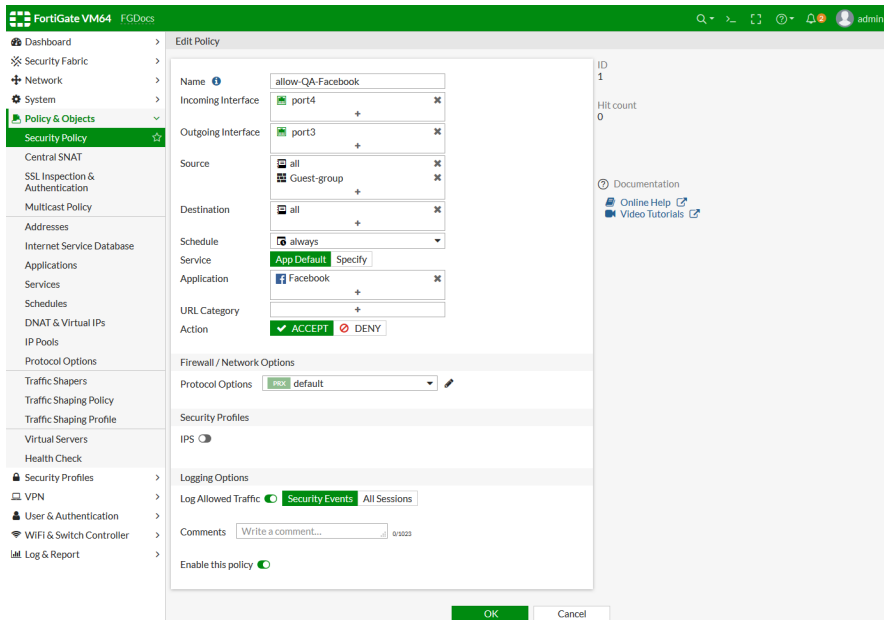 FortiGate VM64 FGDocs
2
admin
Dashboard
Security Fabric
Network
System
Policy & Objects
Security Policy
Central SNAT
SSL Inspection &
Authentication
Multicast Policy
Addresses
Internet Service Database
Applications
Services
Schedules
DNAT & Virtual IPs
IP Pools
Protocol Options
Traffic Shapers
Traffic Shaping Policy
Traffic Shaping Profile
Virtual Servers
Health Check
Security Profiles
VPN
User & Authentication
WiFi & Switch Controller
Log & Report
Edit Policy
Name allow-QA-Facebook
Incoming Interface port4
+
Outgoing Interface port3
+
Source all
Guest-group
+
Destination all
+
Schedule always
Service App Default Specify
Application Facebook
+
URL Category +
Action ACCEPT DENY
Firewall / Network Options
Protocol Options PRX default
Security Profiles
IPS
Logging Options
Log Allowed Traffic Security Events All Sessions
Comments Write a comment... 0/1023
Enable this policy
OK Cancel
ID
1
Hit count
0
Documentation
Online Help
Video Tutorials